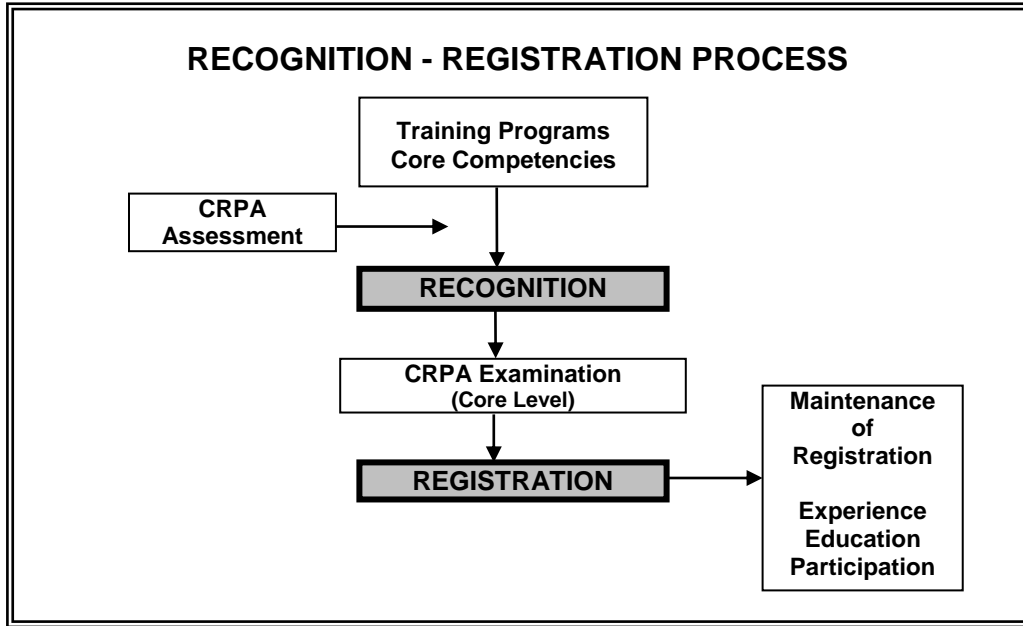 RECOGNITION - REGISTRATION PROCESS
Training Programs
Core Competencies
CRPA
Assessment
RECOGNITION
CRPA Examination
(Core Level)
REGISTRATION
Maintenance
of
Registration
Experience
Education
Participation